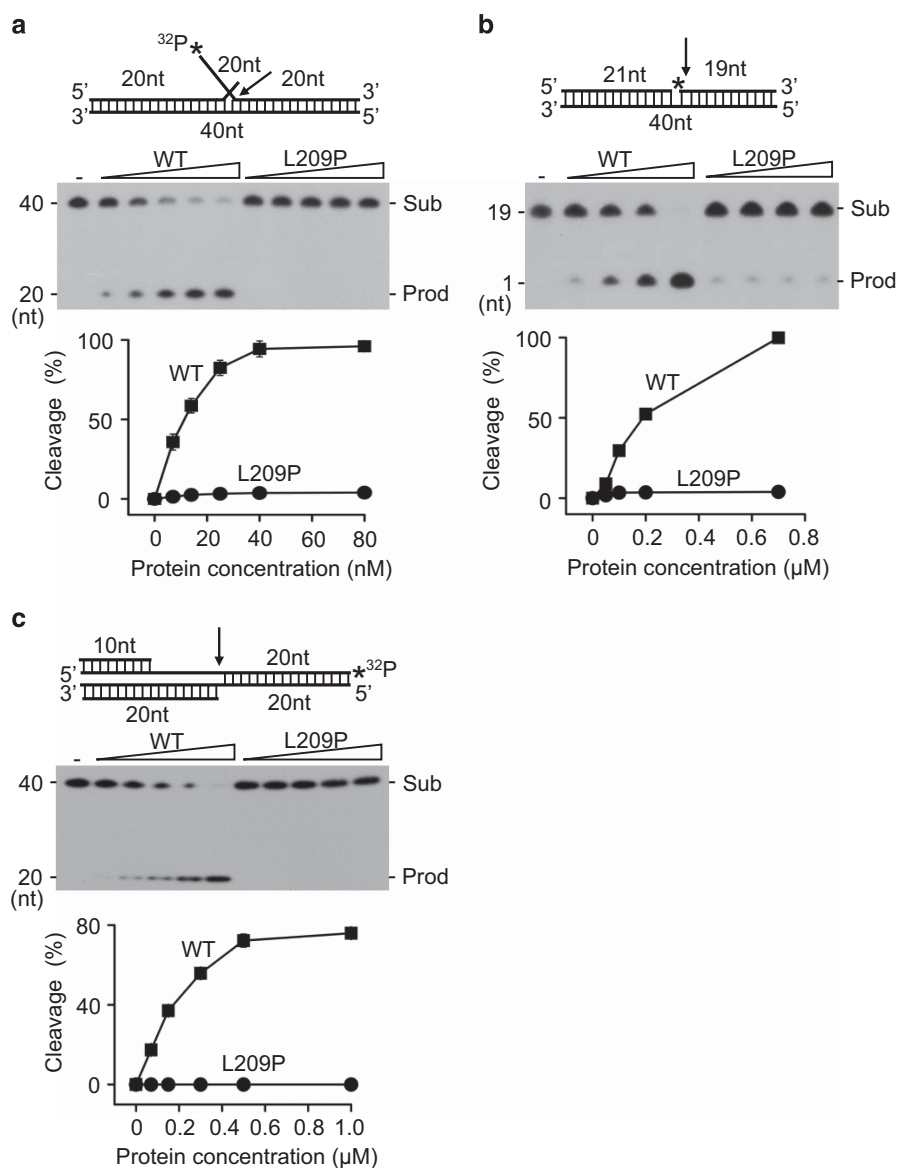 a
32P*
20nt 20nt 20nt
5' 3'
3' 5'
40nt
- WT L209P
40 Sub
20 Prod
(nt)
100
50
0
Cleavage (%)
WT
L209P
0 20 40 60 80
Protein concentration (nM)
b
21nt * 19nt
5' 3'
3' 5'
40nt
- WT L209P
19 Sub
1 Prod
(nt)
100
50
0
Cleavage (%)
WT
L209P
0 0.2 0.4 0.6 0.8
Protein concentration (µM)
c
10nt
20nt
5' *32P
3' 5'
20nt 20nt
- WT L209P
40 Sub
20 Prod
(nt)
80
40
0
Cleavage (%)
WT
L209P
0 0.2 0.4 0.6 0.8 1.0
Protein concentration (µM)